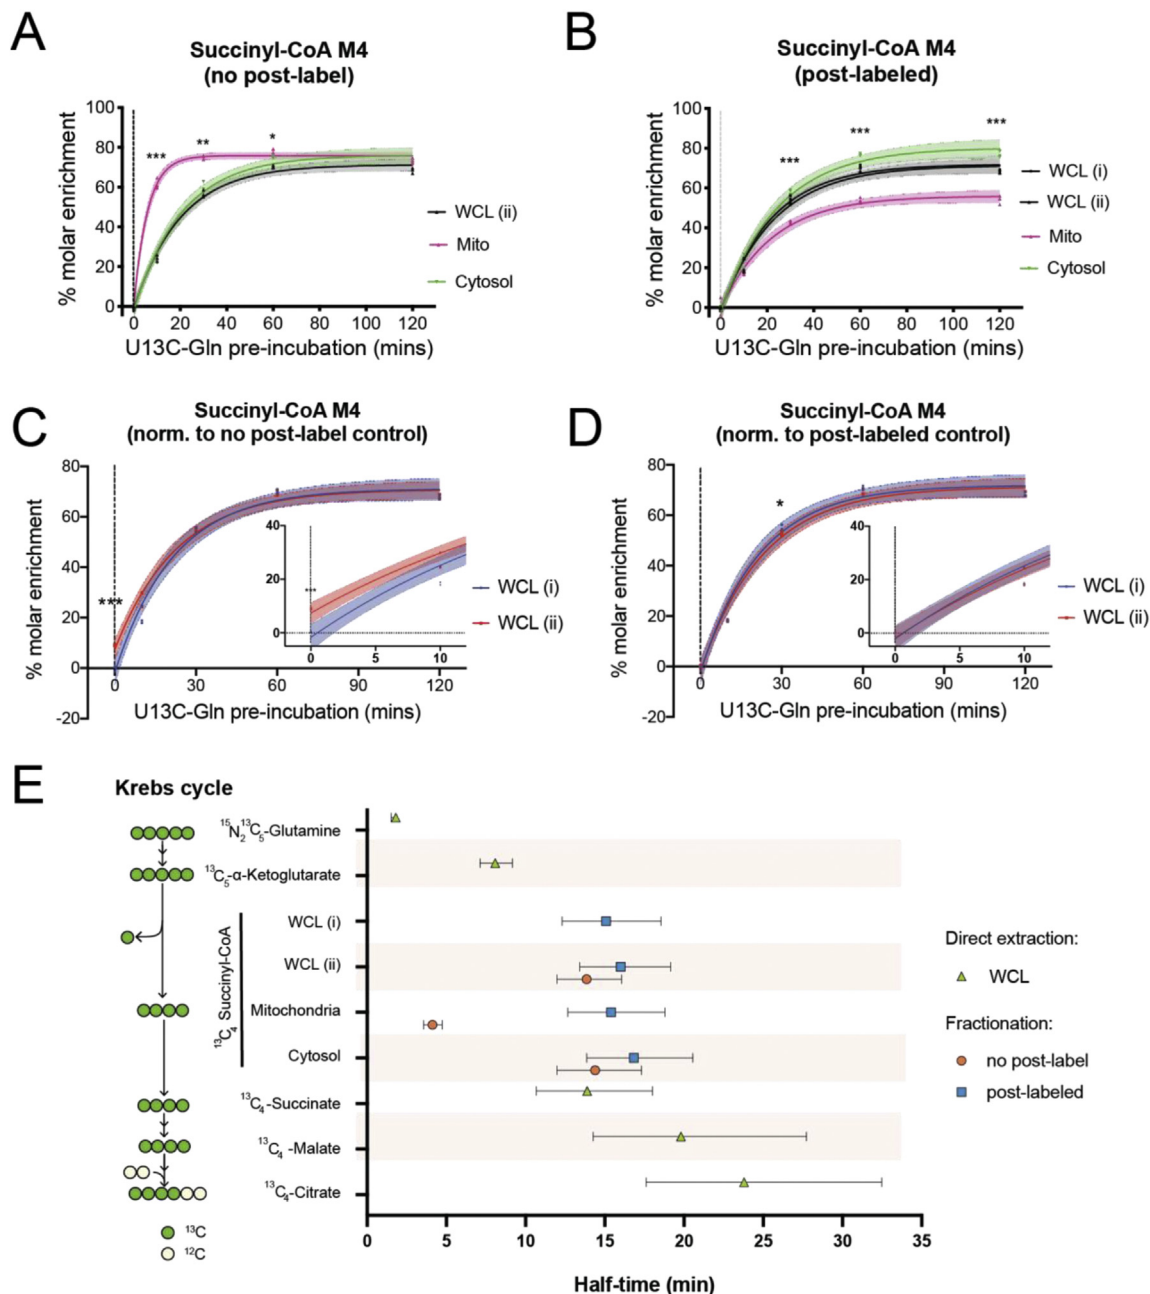 A
Succinyl-CoA M4
(no post-label)
% molar enrichment
100
80
60
40
20
0
***
**
*
0 20 40 60 80 100 120
U13C-Gln pre-incubation (mins)
WCL (ii)
Mito
Cytosol
B
Succinyl-CoA M4
(post-labeled)
% molar enrichment
100
80
60
40
20
0
***
***
***
0 20 40 60 80 100 120
U13C-Gln pre-incubation (mins)
WCL (i)
WCL (ii)
Mito
Cytosol
C
Succinyl-CoA M4
(norm. to no post-label control)
% molar enrichment
80
60
40
20
0
-20
***
0 30 60 90 120
U13C-Gln pre-incubation (mins)
40
20
0
***
0 5 10
WCL (i)
WCL (ii)
D
Succinyl-CoA M4
(norm. to post-labeled control)
% molar enrichment
80
60
40
20
0
-20
*
0 30 60 90 120
U13C-Gln pre-incubation (mins)
40
20
0
0 5 10
WCL (i)
WCL (ii)
E
Krebs cycle
¹⁵N₂¹³C₅-Glutamine
¹³C₅-α-Ketoglutarate
¹³C₄ Succinyl-CoA
WCL (i)
WCL (ii)
Mitochondria
Cytosol
¹³C₄-Succinate
¹³C₄ -Malate
¹³C₄-Citrate
¹³C
¹²C
0 5 10 15 20 25 30 35
Half-time (min)
Direct extraction:
WCL
Fractionation:
no post-label
post-labeled